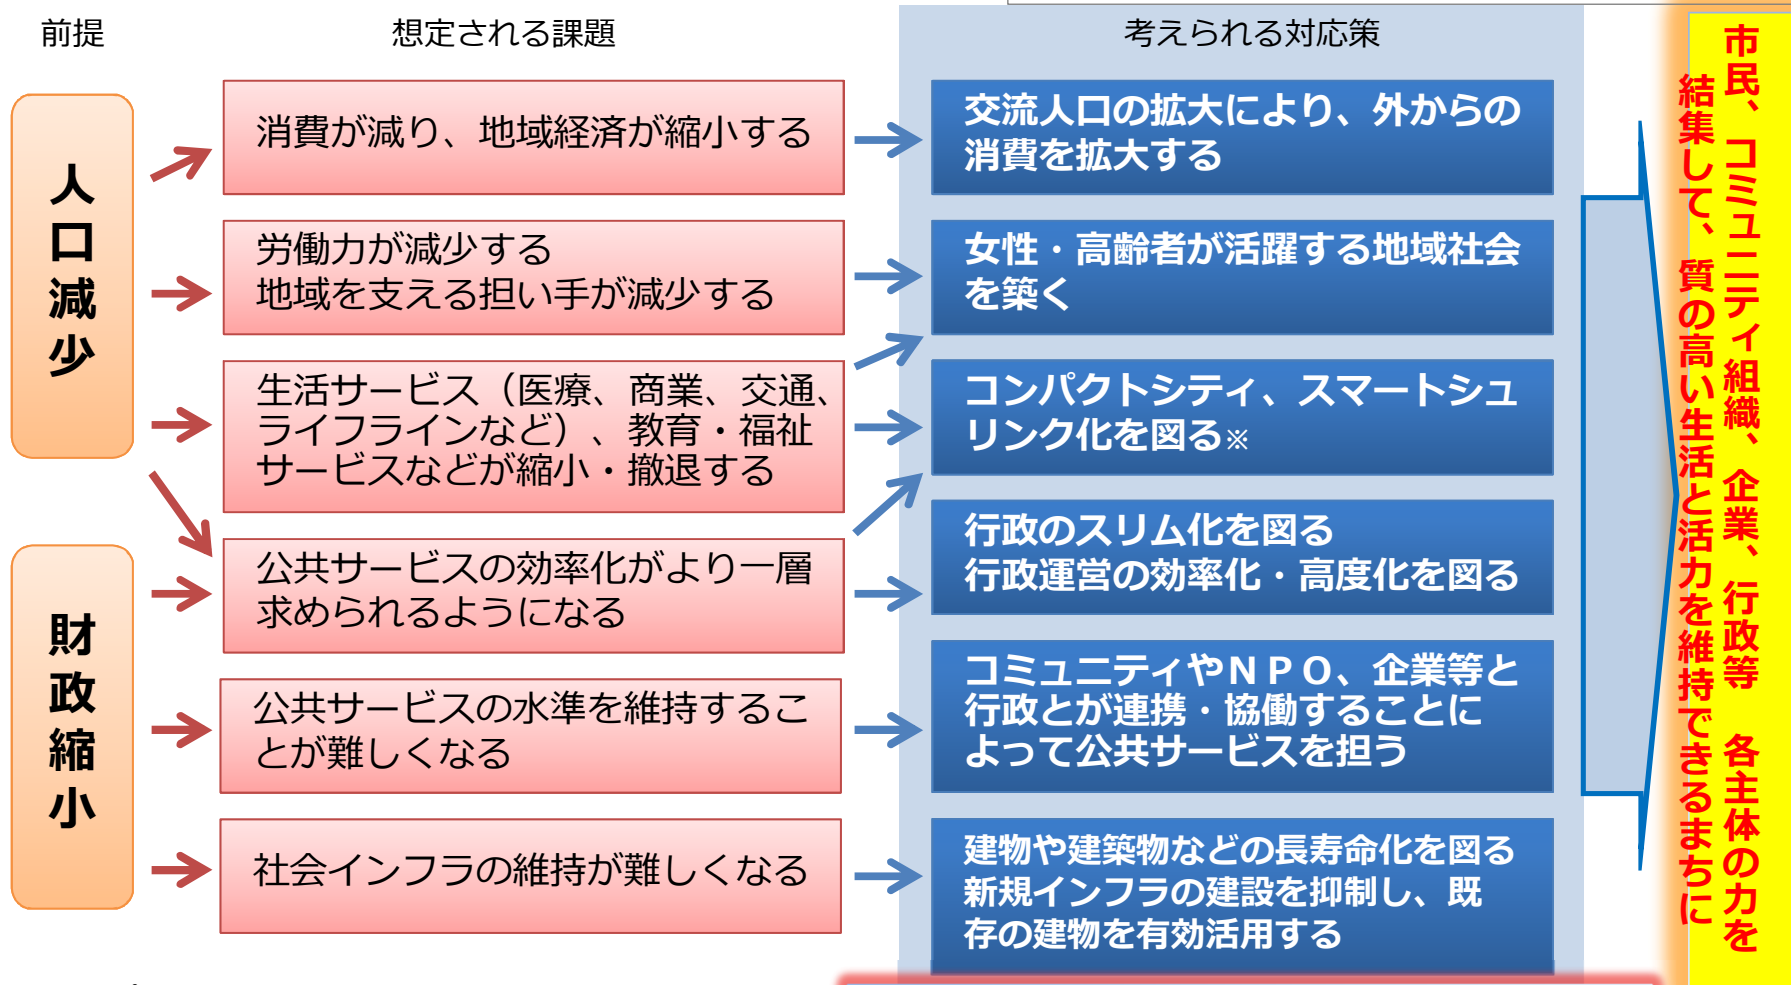 前提
想定される課題
考えられる対応策
人口減少
財政縮小
消費が減り、地域経済が縮小する
労働力が減少する
地域を支える担い手が減少する
生活サービス（医療、商業、交通、
ライフラインなど）、教育・福祉
サービスなどが縮小・撤退する
公共サービスの効率化がより一層
求められるようになる
公共サービスの水準を維持するこ
とが難しくなる
社会インフラの維持が難しくなる
交流人口の拡大により、外からの
消費を拡大する
女性・高齢者が活躍する地域社会
を築く
コンパクトシティ、スマートシュ
リンク化を図る※
行政のスリム化を図る
行政運営の効率化・高度化を図る
コミュニティやＮＰＯ、企業等と
行政とが連携・協働することに
よって公共サービスを担う
建物や建築物などの長寿命化を図る
新規インフラの建設を抑制し、既
存の建物を有効活用する
市民、コミュニティ組織、企業、行政等　各主体の力を
結集して、質の高い生活と活力を維持できるまちに